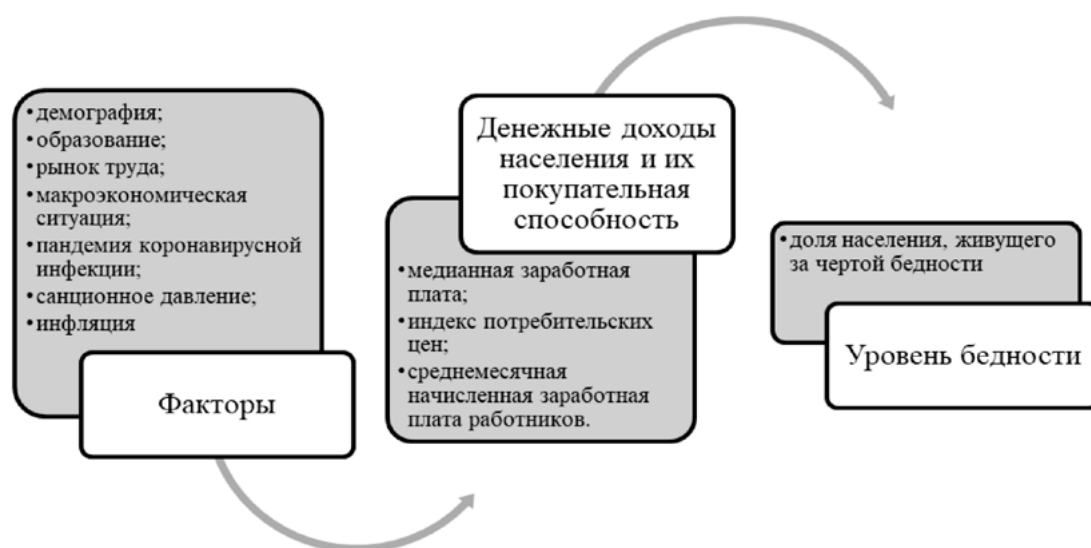 •демография;
•образование;
•рынок труда;
•макроэкономическая
ситуация;
•пандемия коронавирусной
инфекции;
•санционное давление;
•инфляция
Факторы
Денежные доходы
населения и их
покупательная
способность
•медианная заработная
плата;
•индекс потребительских
цен;
•среднемесячная
начисленная заработная
плата работников.
•доля населения, живущего
за чертой бедности
Уровень бедности